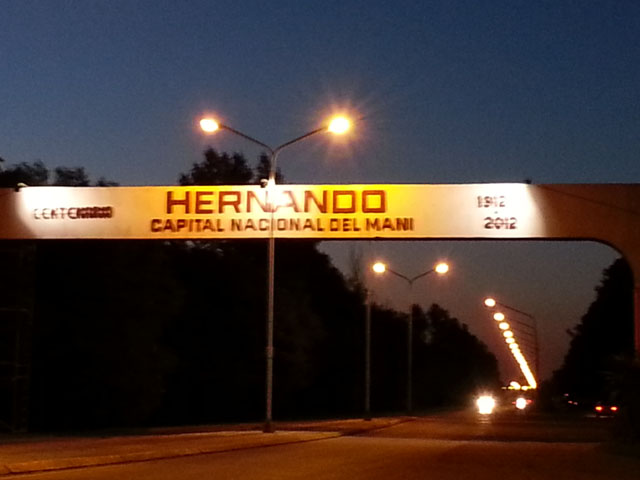 CENTENARIO
HERNANDO
CAPITAL NACIONAL DEL MANI
1912
2012